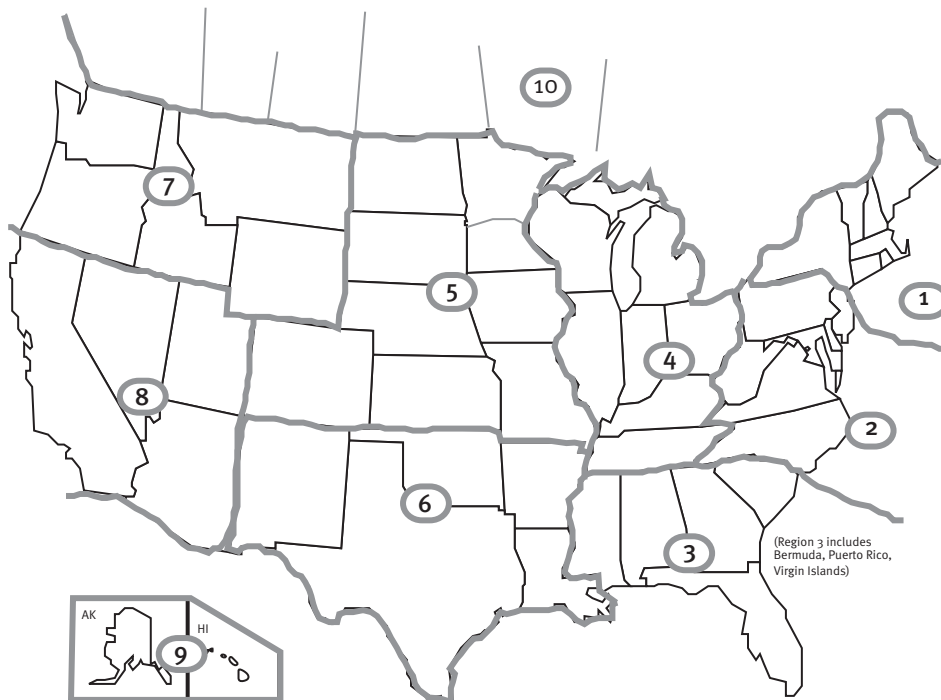 10
7
5
1
4
8
2
6
3
(Region 3 includes
Bermuda, Puerto Rico,
Virgin Islands)
AK
HI
9